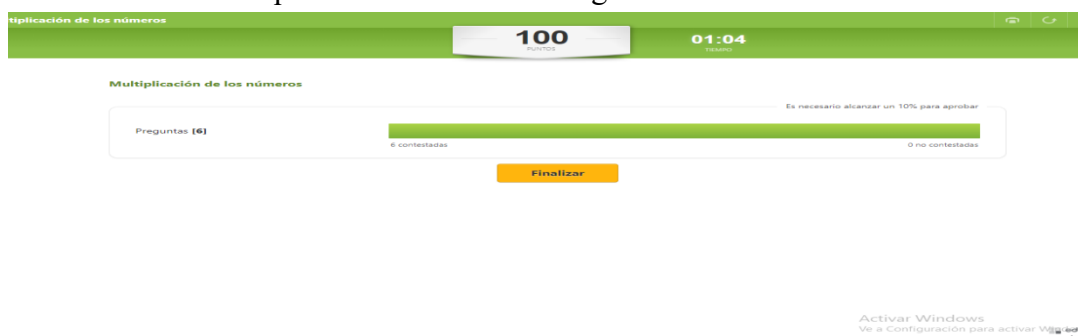 tiplicación de los números
100
PUNTOS
01:04
TIEMPO
Multiplicación de los números
Es necesario alcanzar un 10% para aprobar
Preguntas [6]
6 contestadas
0 no contestadas
Finalizar
Activar Windows
Ve a Configuración para activar